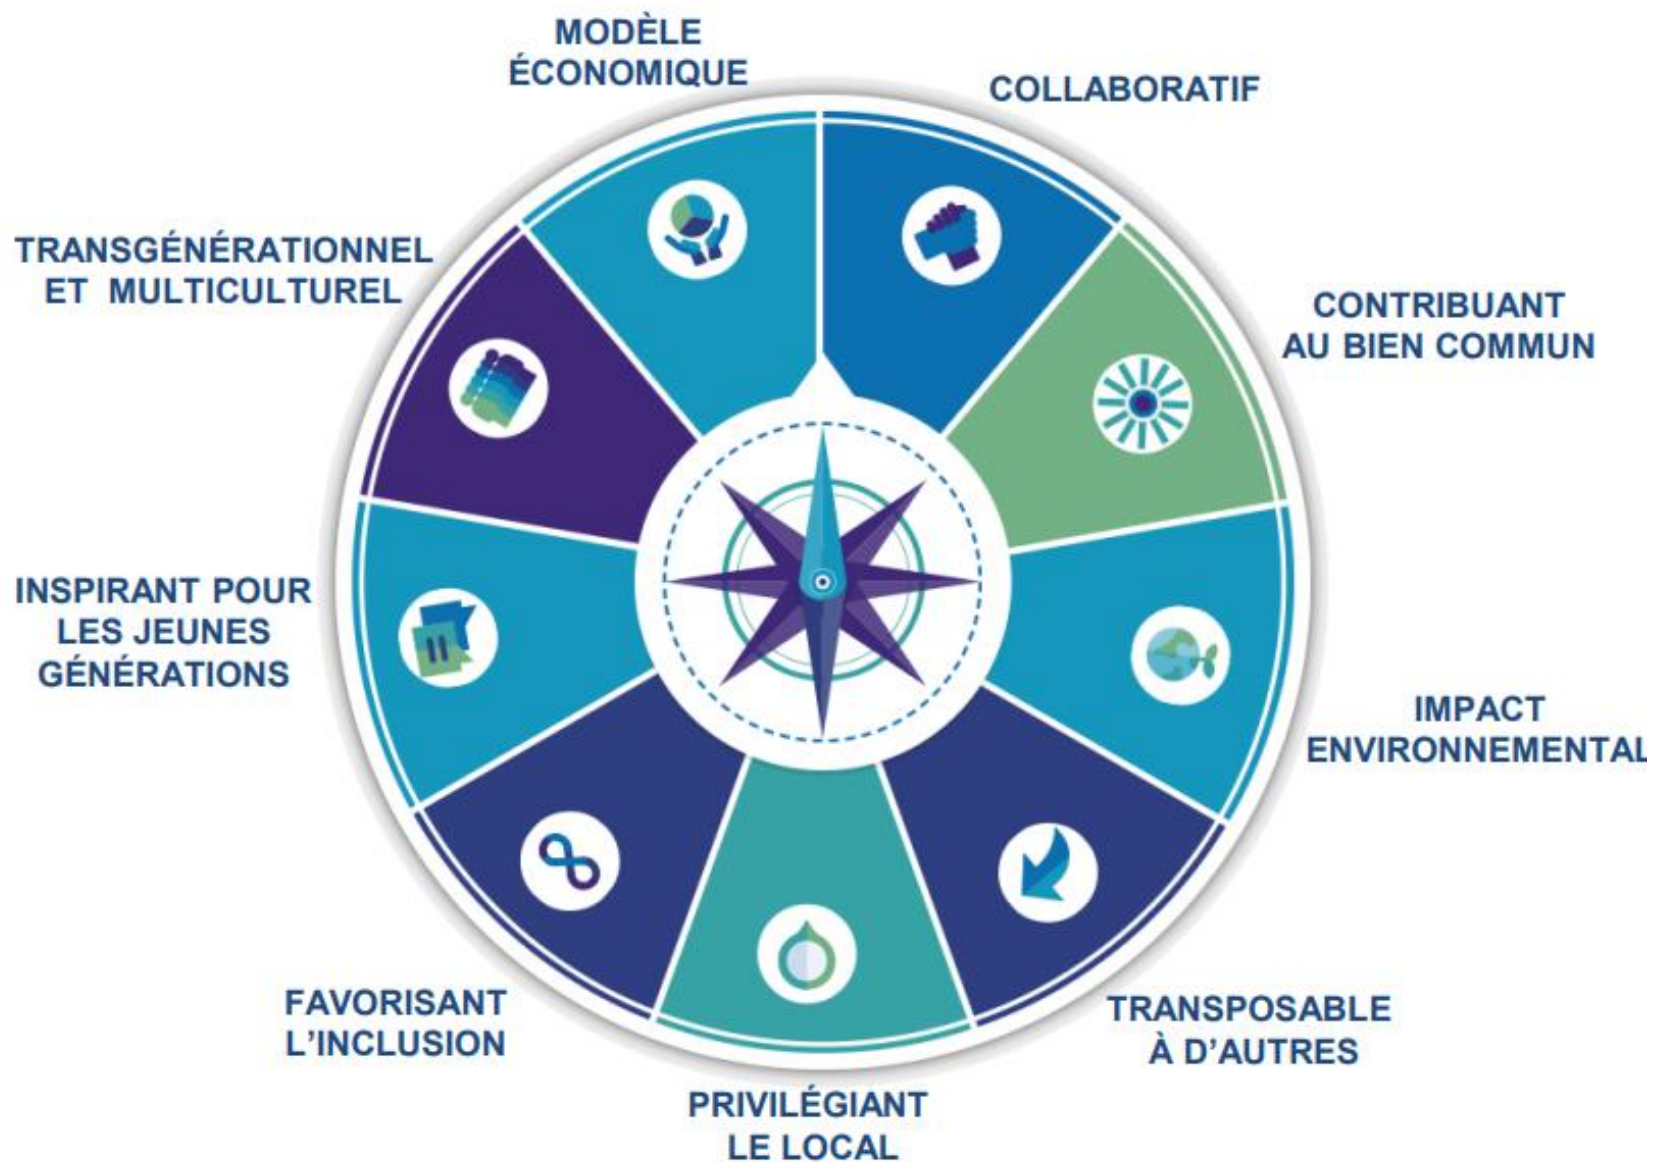 MODÈLE
ÉCONOMIQUE
COLLABORATIF
TRANSGÉNÉRATIONNEL
ET MULTICULTUREL
CONTRIBUANT
AU BIEN COMMUN
INSPIRANT POUR
LES JEUNES
GÉNÉRATIONS
IMPACT
ENVIRONNEMENTAL
FAVORISANT
L’INCLUSION
TRANSPOSABLE
À D’AUTRES
PRIVILÉGIANT
LE LOCAL